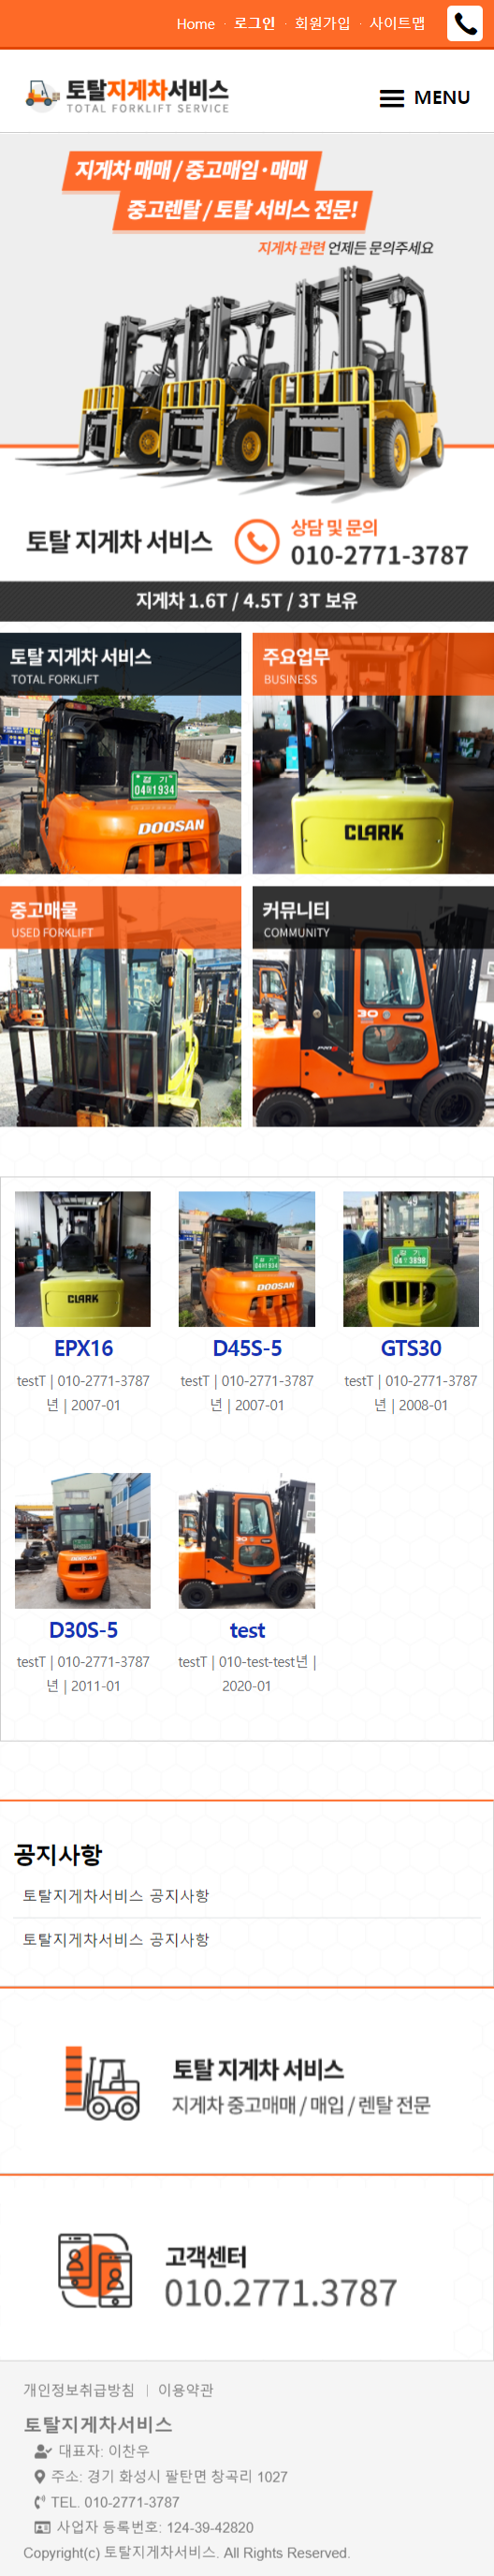 Home · 로그인 · 회원가입 · 사이트맵
토탈지게차서비스
TOTAL FORKLIFT SERVICE
MENU
지게차 매매 / 중고매임·매매
중고렌탈 / 토탈 서비스 전문!
지게차 관련 언제든 문의주세요
토탈 지게차 서비스
상담 및 문의
010-2771-3787
지게차 1.6T / 4.5T / 3T 보유
토탈 지게차 서비스
TOTAL FORKLIFT
경기
04머1934
DOOSAN
주요업무
BUSINESS
CLARK
중고매물
USED FORKLIFT
커뮤니티
COMMUNITY
30
CLARK
DOOSAN
EPX16
D45S-5
GTS30
testT | 010-2771-3787
년 | 2007-01
testT | 010-2771-3787
년 | 2007-01
testT | 010-2771-3787
년 | 2008-01
DOOSAN
30
D30S-5
test
testT | 010-2771-3787
년 | 2011-01
testT | 010-test-test년 |
2020-01
공지사항
토탈지게차서비스 공지사항
토탈지게차서비스 공지사항
토탈 지게차 서비스
지게차 중고매매 / 매입 / 렌탈 전문
고객센터
010.2771.3787
개인정보취급방침 | 이용약관
토탈지게차서비스
대표자: 이찬우
주소: 경기 화성시 팔탄면 창곡리 1027
TEL. 010-2771-3787
사업자 등록번호: 124-39-42820
Copyright(c) 토탈지게차서비스. All Rights Reserved.